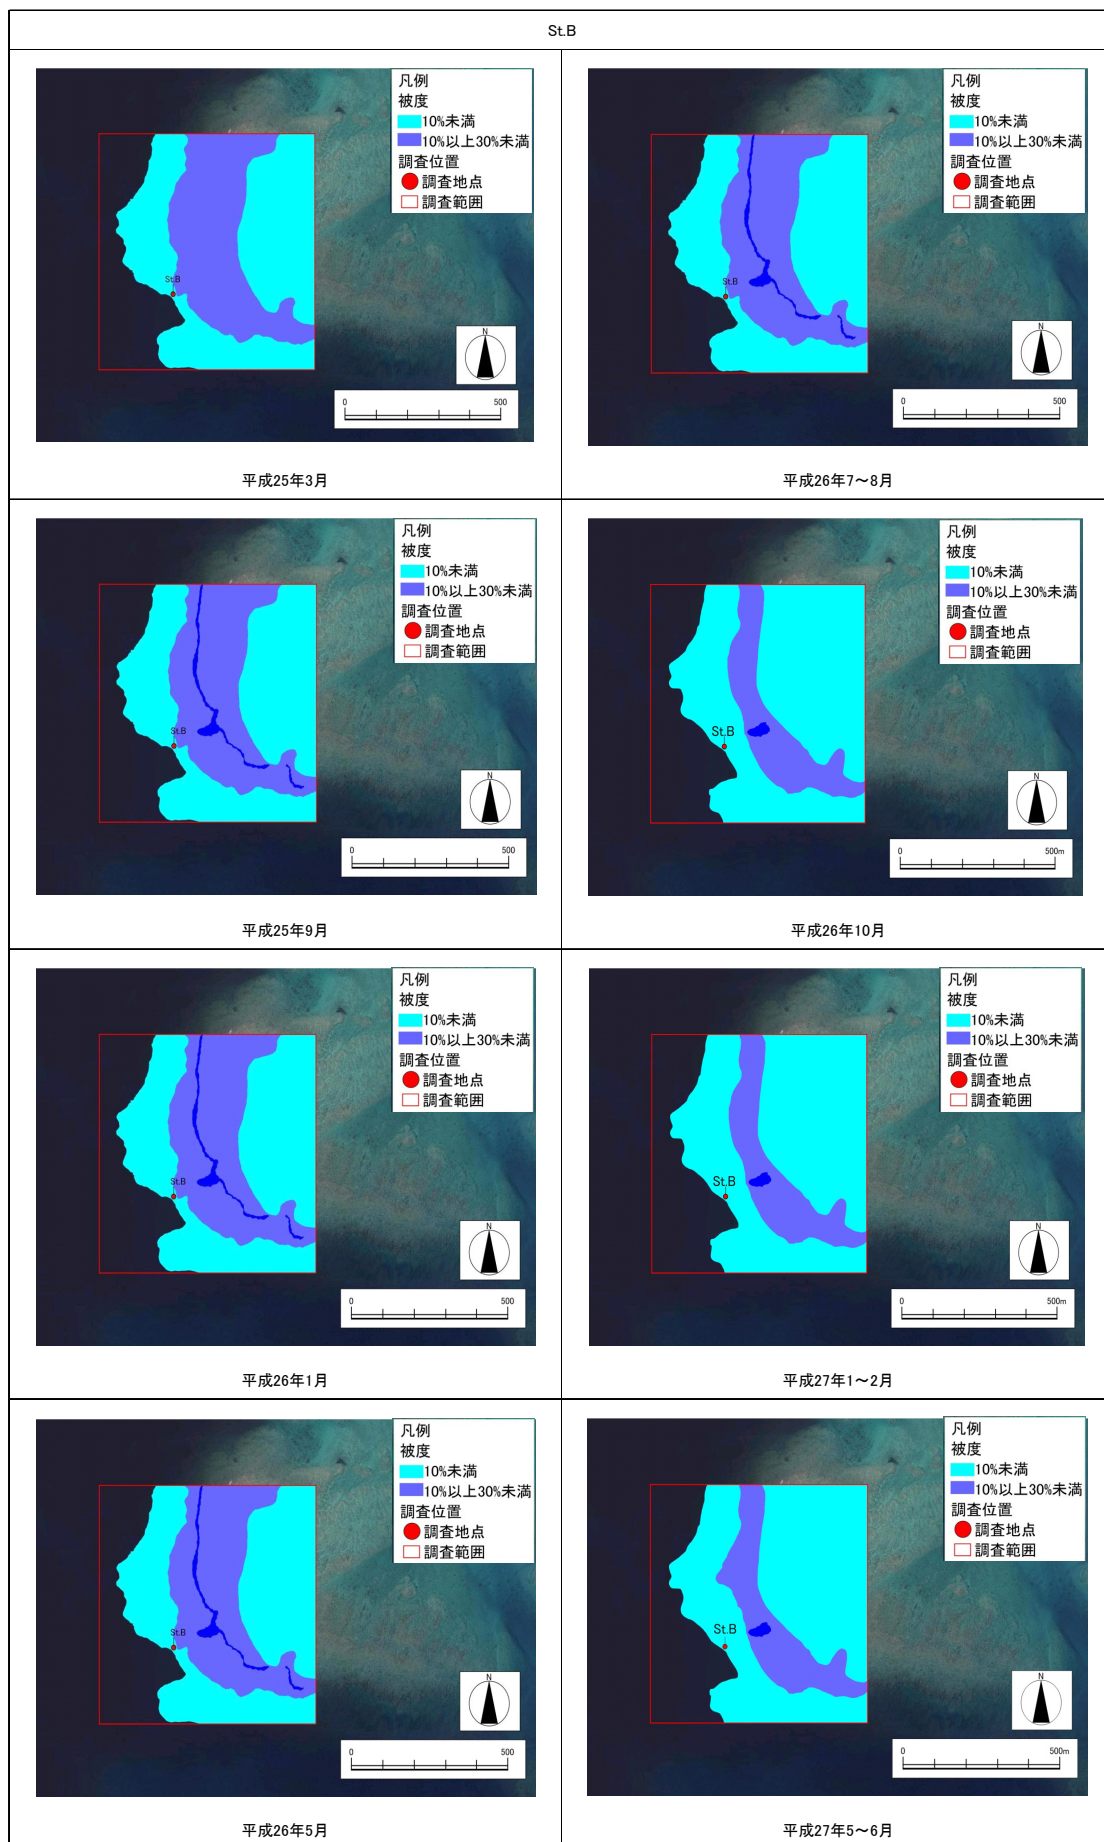 St.B
凡例
被度
10%未満
10%以上30%未満
調査位置
調査地点
調査範囲
St.B
N
0 500
平成25年3月
凡例
被度
10%未満
10%以上30%未満
調査位置
調査地点
調査範囲
St.B
N
0 500
平成26年7～8月
凡例
被度
10%未満
10%以上30%未満
調査位置
調査地点
調査範囲
St.B
N
0 500
平成25年9月
凡例
被度
10%未満
10%以上30%未満
調査位置
調査地点
調査範囲
St.B
N
0 500m
平成26年10月
凡例
被度
10%未満
10%以上30%未満
調査位置
調査地点
調査範囲
St.B
N
0 500
平成26年1月
凡例
被度
10%未満
10%以上30%未満
調査位置
調査地点
調査範囲
St.B
N
0 500m
平成27年1～2月
凡例
被度
10%未満
10%以上30%未満
調査位置
調査地点
調査範囲
St.B
N
0 500
平成26年5月
凡例
被度
10%未満
10%以上30%未満
調査位置
調査地点
調査範囲
St.B
N
0 500m
平成27年5～6月